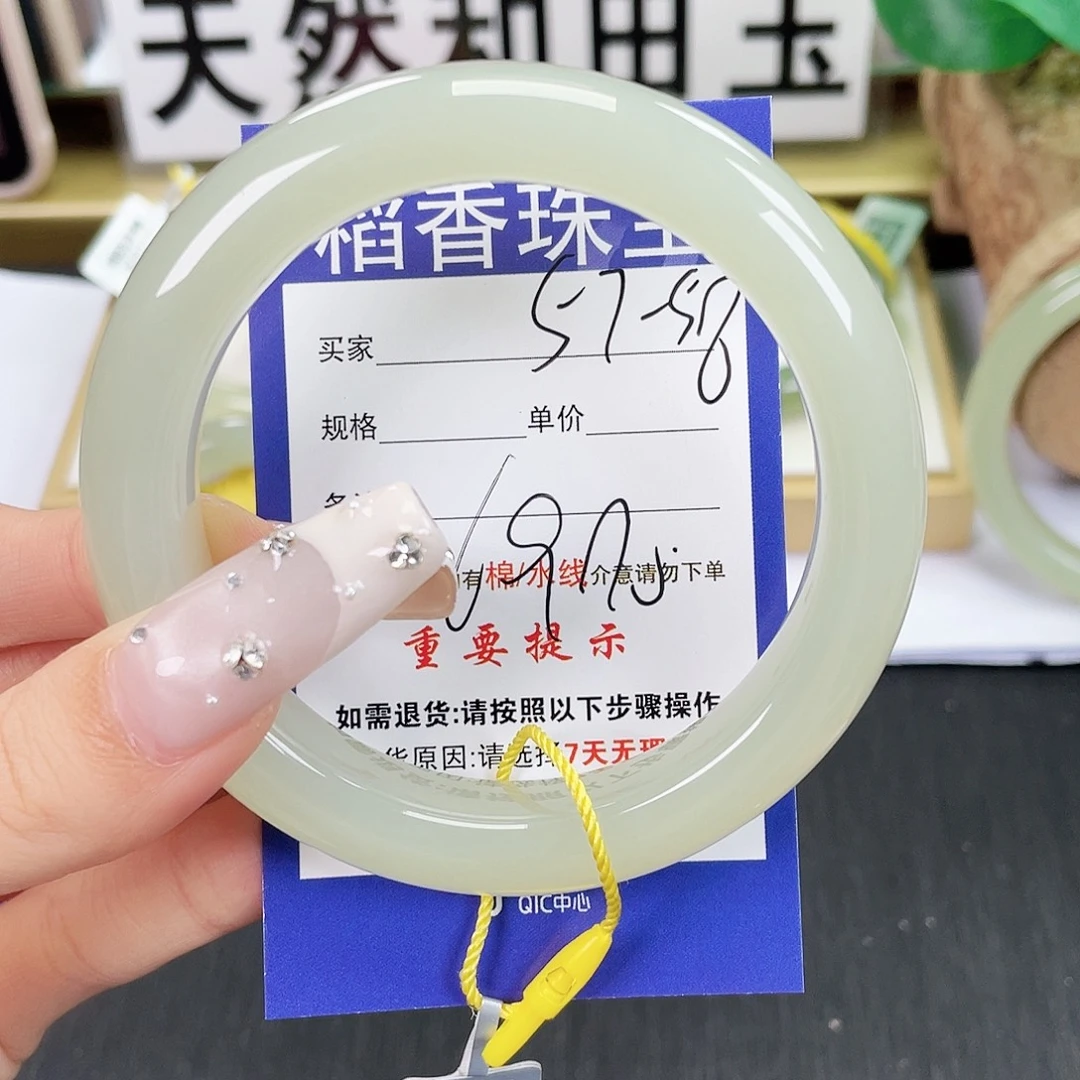 天然和田玉
稻香珠宝
57-58
买家
规格 单价
有棉/水线介意请勿下单
重要提示
如需退货:请按照以下步骤操作
货原因:请选择7天无理
QIC中心